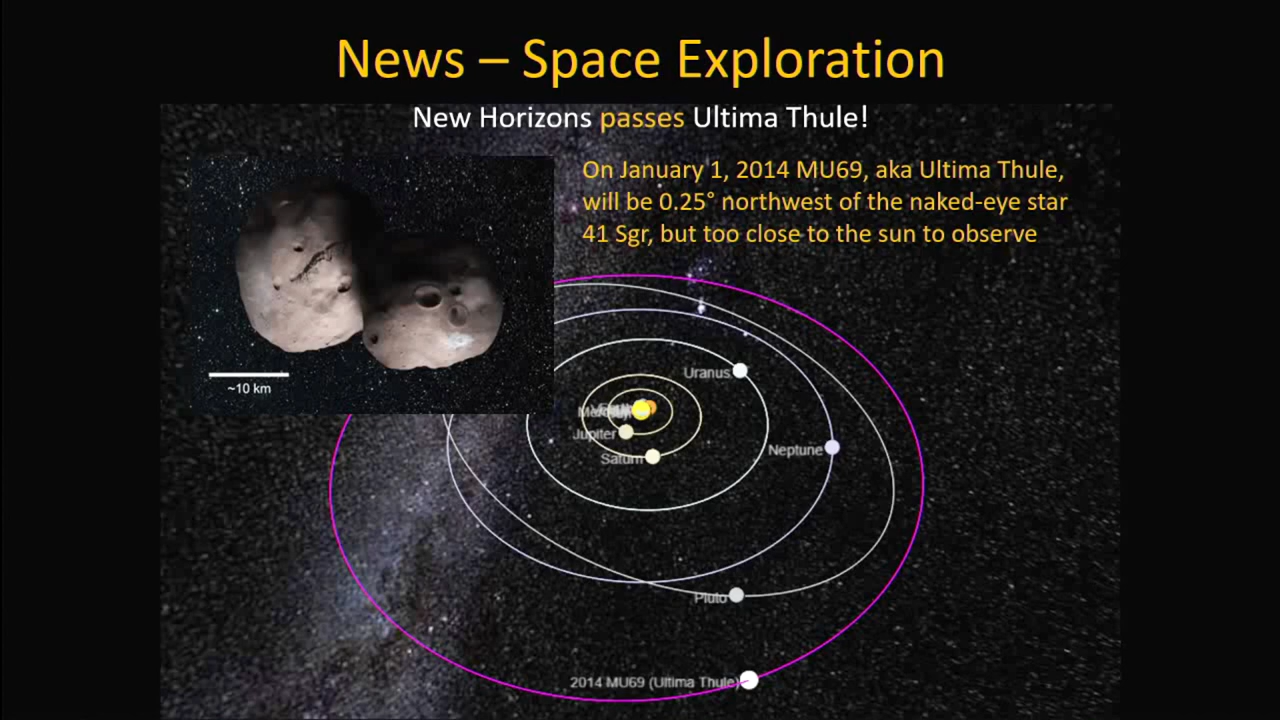 News – Space Exploration
New Horizons passes Ultima Thule!
On January 1, 2014 MU69, aka Ultima Thule,
will be 0.25° northwest of the naked-eye star
41 Sgr, but too close to the sun to observe
~10 km
Uranus
Jupiter
Saturn
Neptune
Pluto
2014 MU69 (Ultima Thule)